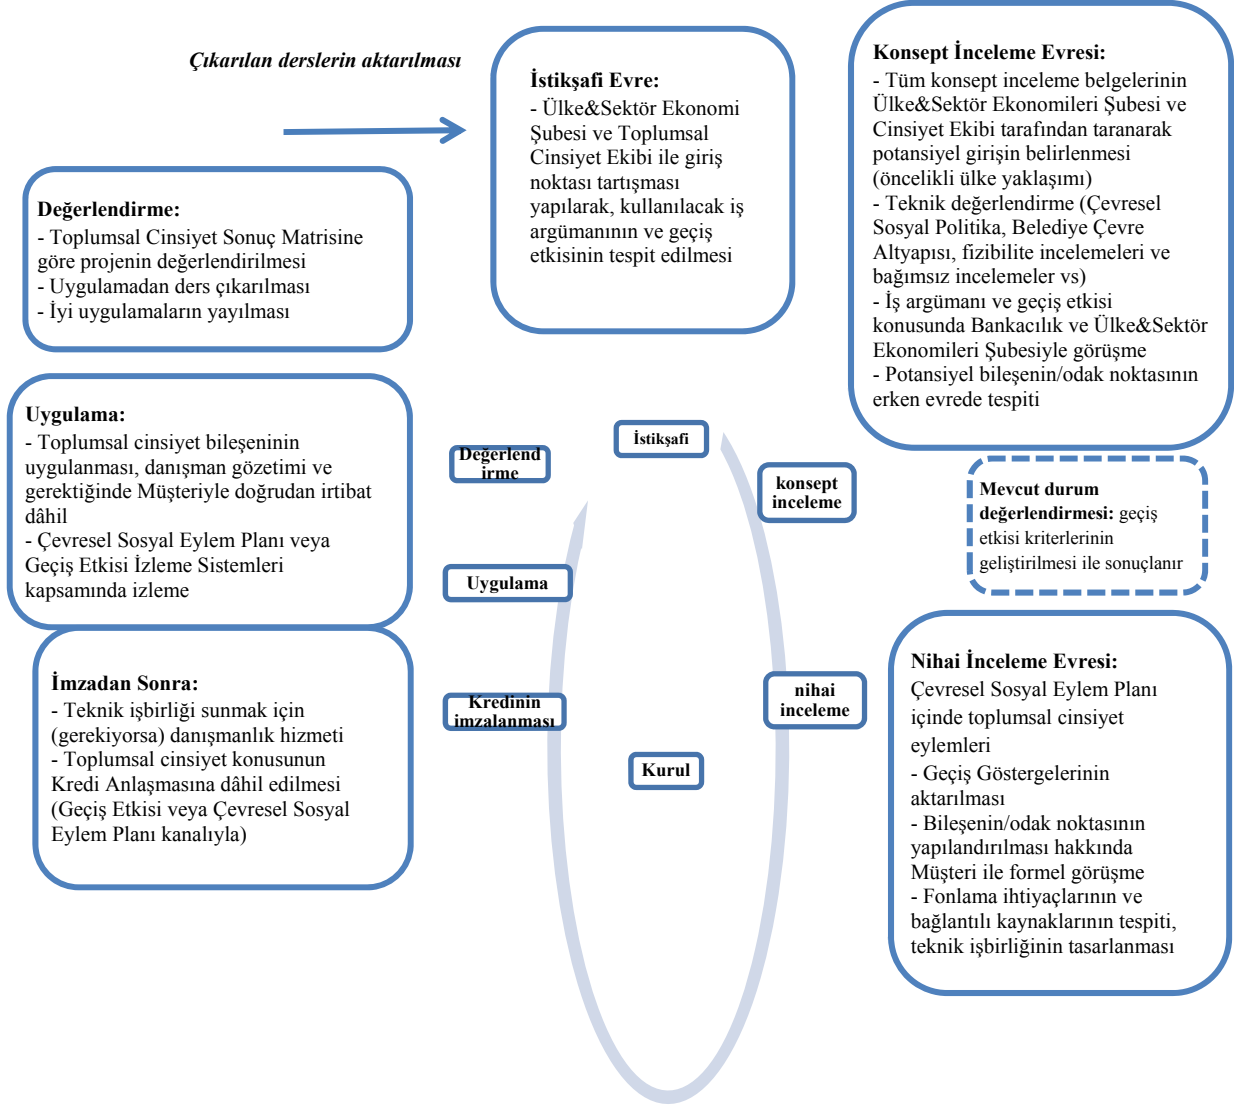 Çıkarılan derslerin aktarılması
İstikşafi Evre:
- Ülke&Sektör Ekonomi
Şubesi ve Toplumsal
Cinsiyet Ekibi ile giriş
noktası tartışması
yapılarak, kullanılacak iş
argümanının ve geçiş
etkisinin tespit edilmesi
Konsept İnceleme Evresi:
- Tüm konsept inceleme belgelerinin
Ülke&Sektör Ekonomileri Şubesi ve
Cinsiyet Ekibi tarafından taranarak
potansiyel girişin belirlenmesi
(öncelikli ülke yaklaşımı)
- Teknik değerlendirme (Çevresel
Sosyal Politika, Belediye Çevre
Altyapısı, fizibilite incelemeleri ve
bağımsız incelemeler vs)
- İş argümanı ve geçiş etkisi
konusunda Bankacılık ve Ülke&Sektör
Ekonomileri Şubesiyle görüşme
- Potansiyel bileşenin/odak noktasının
erken evrede tespiti
Değerlendirme:
- Toplumsal Cinsiyet Sonuç Matrisine
göre projenin değerlendirilmesi
- Uygulamadan ders çıkarılması
- İyi uygulamaların yayılması
Uygulama:
- Toplumsal cinsiyet bileşeninin
uygulanması, danışman gözetimi ve
gerektiğinde Müşteriyle doğrudan irtibat
dâhil
- Çevresel Sosyal Eylem Planı veya
Geçiş Etkisi İzleme Sistemleri
kapsamında izleme
İmzadan Sonra:
- Teknik işbirliği sunmak için
(gerekiyorsa) danışmanlık hizmeti
- Toplumsal cinsiyet konusunun
Kredi Anlaşmasına dâhil edilmesi
(Geçiş Etkisi veya Çevresel Sosyal
Eylem Planı kanalıyla)
İstikşafi
Değerlend
irme
konsept
inceleme
Uygulama
Kredinin
imzalanması
nihai
inceleme
Kurul
Mevcut durum
değerlendirmesi: geçiş
etkisi kriterlerinin
geliştirilmesi ile sonuçlanır
Nihai İnceleme Evresi:
Çevresel Sosyal Eylem Planı
içinde toplumsal cinsiyet
eylemleri
- Geçiş Göstergelerinin
aktarılması
- Bileşenin/odak noktasının
yapılandırılması hakkında
Müşteri ile formel görüşme
- Fonlama ihtiyaçlarının ve
bağlantılı kaynaklarının tespiti,
teknik işbirliğinin tasarlanması